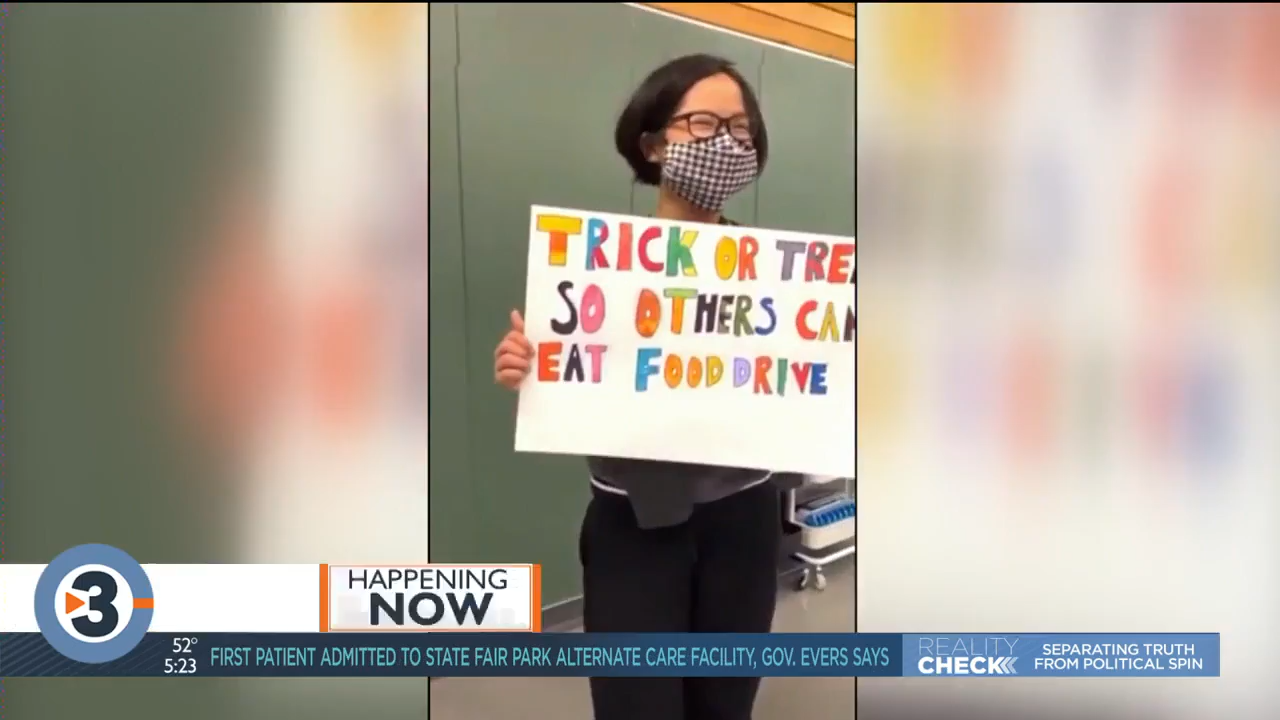 TRICK OR TREA
SO OTHERS CAN
EAT FOOD DRIVE
3
HAPPENING
NOW
52°
5:23
FIRST PATIENT ADMITTED TO STATE FAIR PARK ALTERNATE CARE FACILITY, GOV. EVERS SAYS
REALITY
CHECK
SEPARATING TRUTH
FROM POLITICAL SPIN